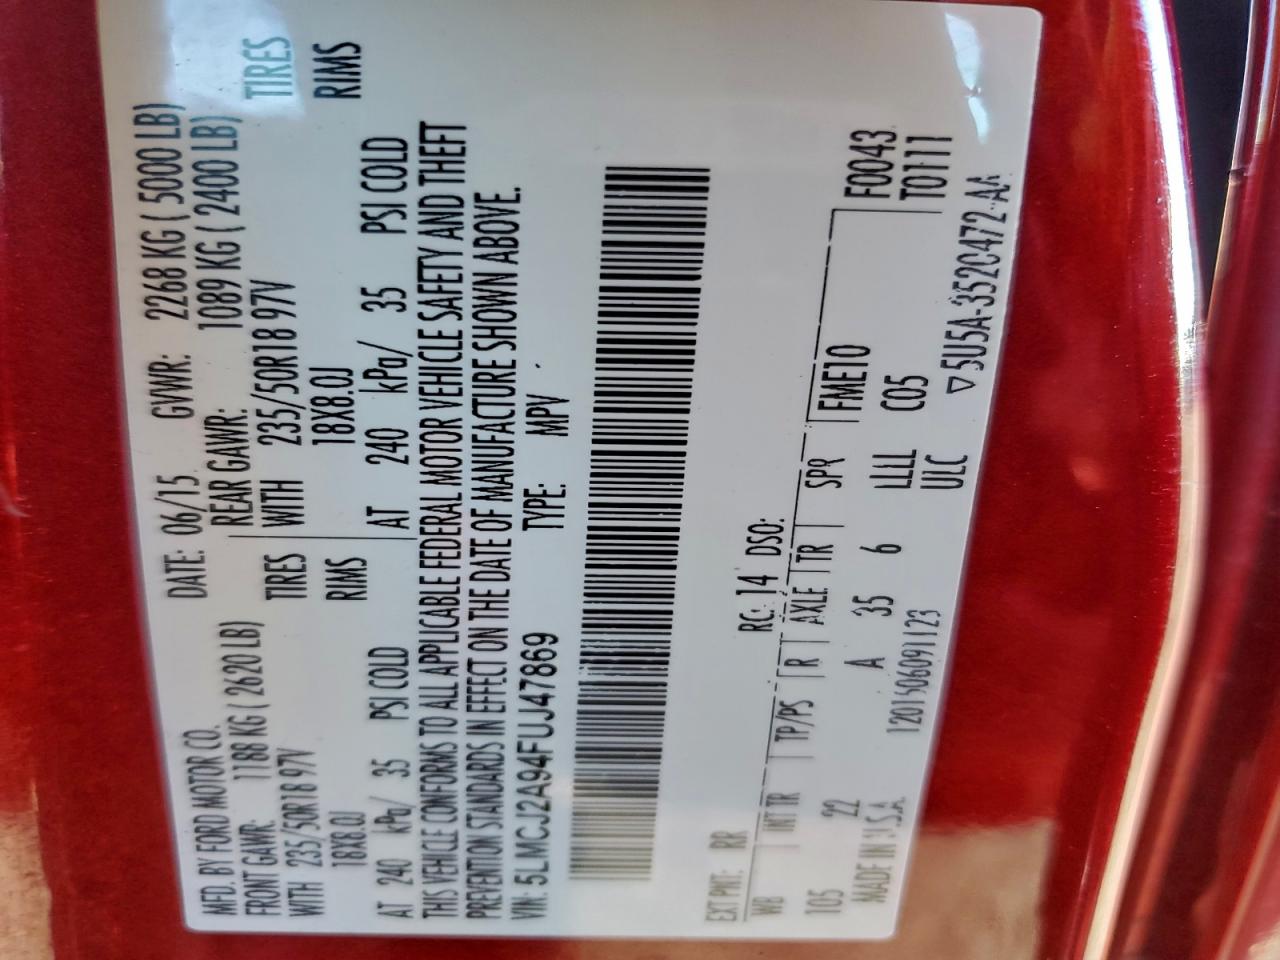 MFD. BY FORD MOTOR CO. DATE: 06/15 GVWR: 2268 KG ( 5000 LB)
FRONT GAWR: 1188 KG ( 2620 LB) REAR GAWR: 1089 KG ( 2400 LB)
WITH 235/50R18 97V TIRES WITH 235/50R18 97V TIRES
18X8.0J RIMS 18X8.0J RIMS
AT 240 kPa/ 35 PSI COLD AT 240 kPa/ 35 PSI COLD
THIS VEHICLE CONFORMS TO ALL APPLICABLE FEDERAL MOTOR VEHICLE SAFETY AND THEFT
PREVENTION STANDARDS IN EFFECT ON THE DATE OF MANUFACTURE SHOWN ABOVE.
VIN: 5LMCJ2A94FUJ47869 TYPE: MPV
EXT PNT: RR RC: 14 DSO:
WB INT TR TP/PS R AXLE TR SPR FME10 F0043
105 22 A 35 6 LLLL C05 T0111
MADE IN U.S.A. 1201506091123 ULC ▽5U5A-3520472-AA